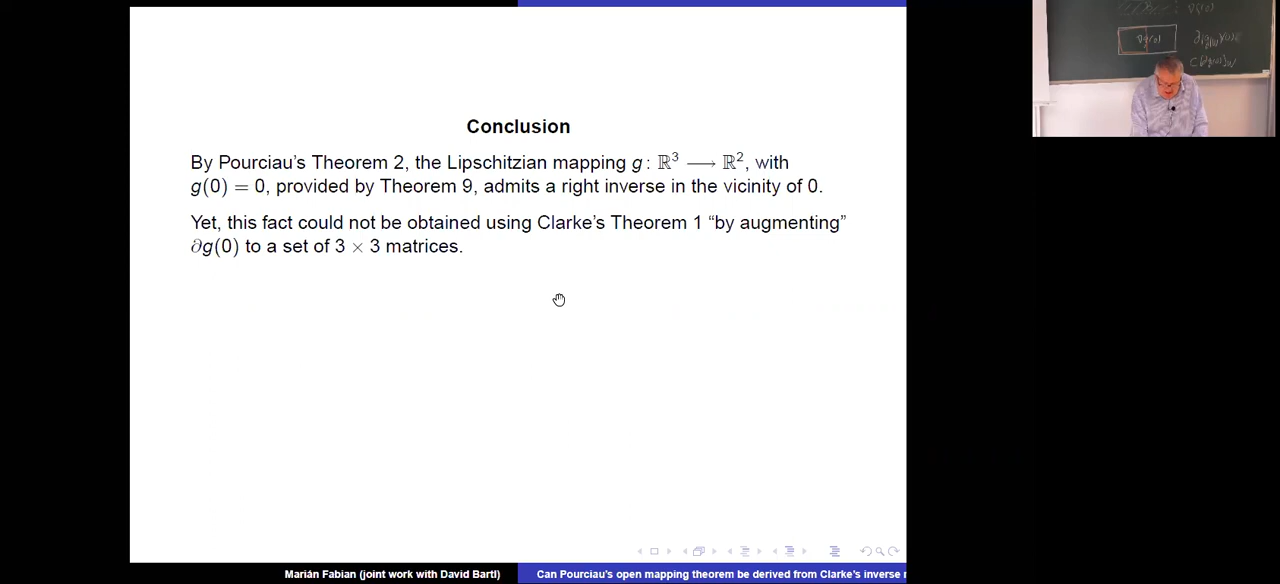 Conclusion
By Pourciau's Theorem 2, the Lipschitzian mapping g : ℝ³ ⟶ ℝ², with
g(0) = 0, provided by Theorem 9, admits a right inverse in the vicinity of 0.
Yet, this fact could not be obtained using Clarke's Theorem 1 “by augmenting”
∂g(0) to a set of 3 × 3 matrices.
Marián Fabian (joint work with David Bartl)
Can Pourciau's open mapping theorem be derived from Clarke's inverse